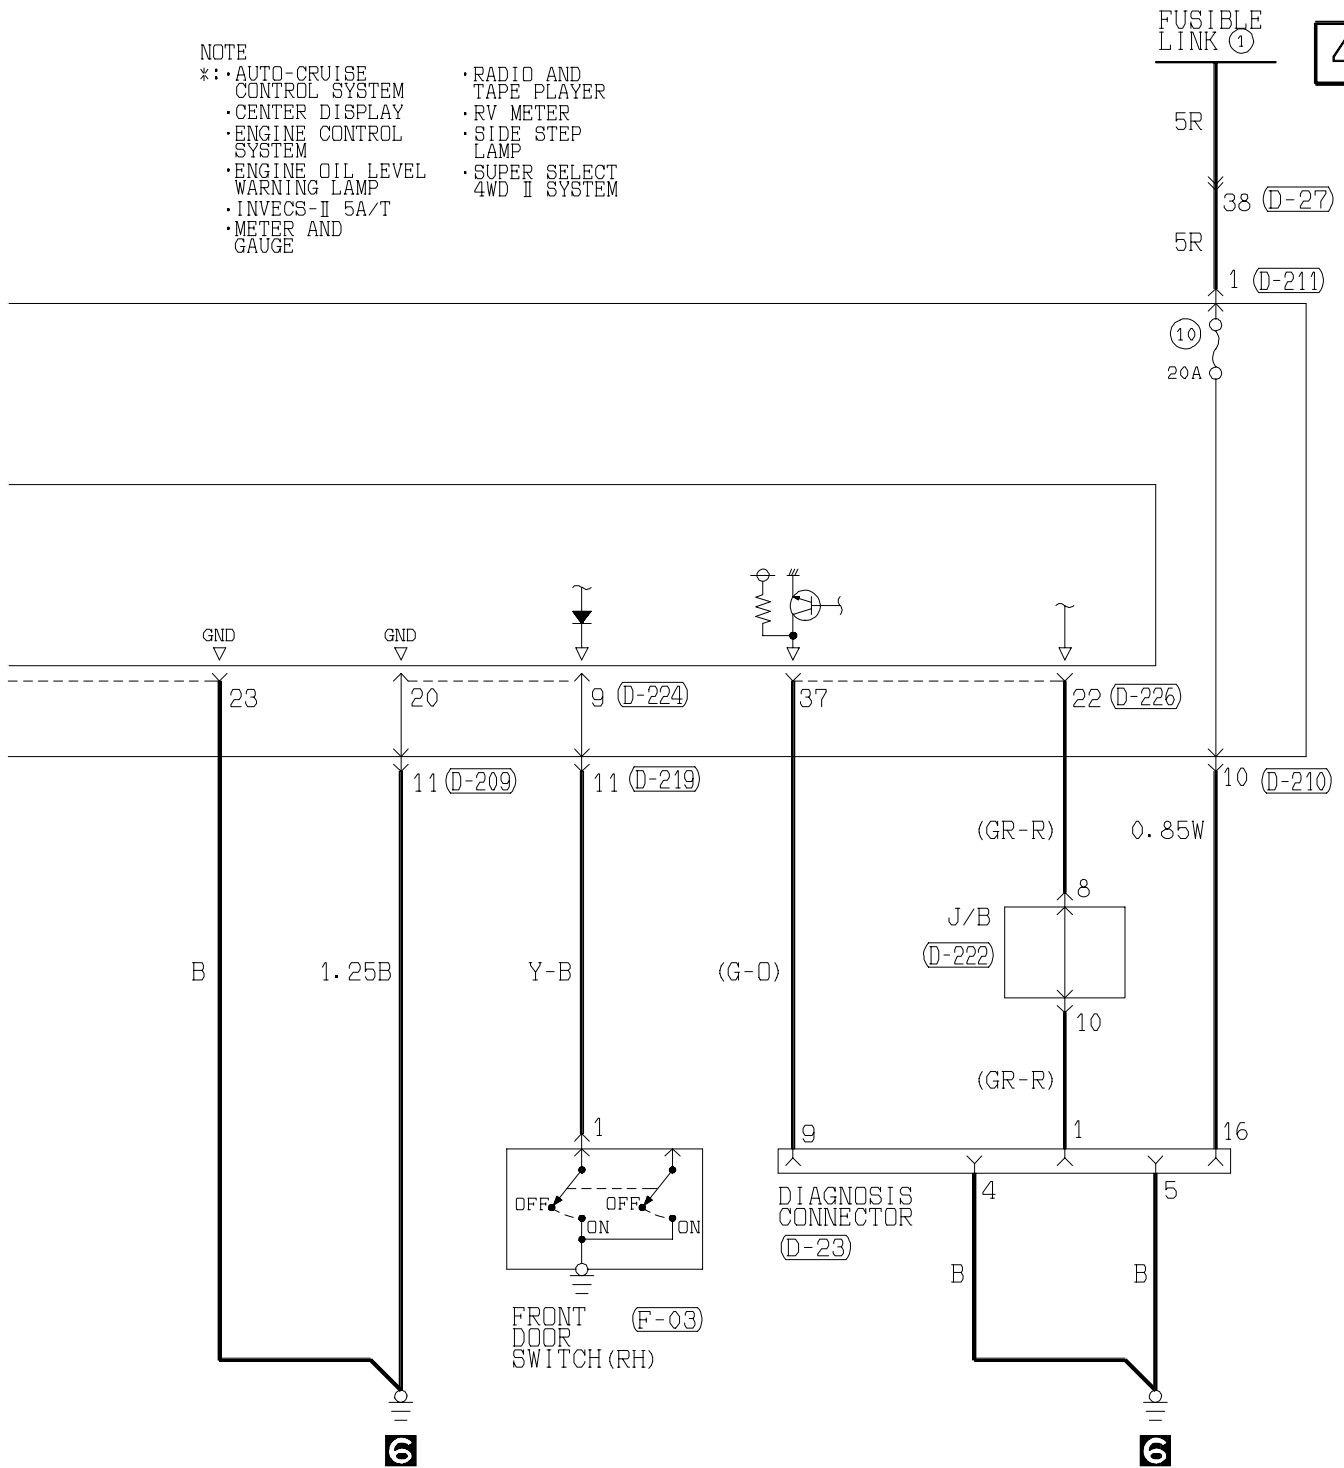 FUSIBLE
LINK 1
4
NOTE
*:·AUTO-CRUISE
CONTROL SYSTEM
·CENTER DISPLAY
·ENGINE CONTROL
SYSTEM
·ENGINE OIL LEVEL
WARNING LAMP
·INVECS-Ⅱ 5A/T
·METER AND
GAUGE
·RADIO AND
TAPE PLAYER
·RV METER
·SIDE STEP
LAMP
·SUPER SELECT
4WD Ⅱ SYSTEM
5R
38 D-27
5R
1 D-211
10
20A
GND
GND
23
20
9 D-224
37
22 D-226
11 D-209
11 D-219
10 D-210
(GR-R)
0.85W
8
J/B
D-222
B
1.25B
Y-B
(G-O)
10
(GR-R)
1
9
1
16
OFF
ON
OFF
ON
4
5
DIAGNOSIS
CONNECTOR
D-23
B
B
FRONT
DOOR
SWITCH(RH)
F-03
6
6